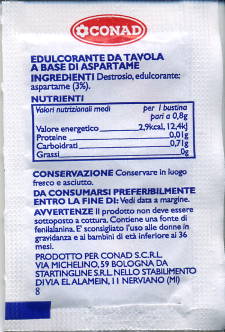 CONAD
EDULCORANTE DA TAVOLA
A BASE DI ASPARTAME
INGREDIENTI Destrosio, edulcorante:
aspartame (3%).
NUTRIENTI
Valori nutrizionali medi per 1 bustina
pari a 0,8g
Valore energetico 2,9kcal, 12,4kJ
Proteine 0,01g
Carboidrati 0,71g
Grassi 0g
CONSERVAZIONE Conservare in luogo
fresco e asciutto.
DA CONSUMARSI PREFERIBILMENTE
ENTRO LA FINE DI: Vedi data a margine.
AVVERTENZE Il prodotto non deve essere
sottoposto a cottura. Contiene una fonte di
fenilalanina. E' sconsigliato l'uso alle donne in
gravidanza e ai bambini di età inferiore ai 36
mesi.
PRODOTTO PER CONAD S.C.R.L.
VIA MICHELINO, 59 BOLOGNA DA
STARTINGLINE S.R.L. NELLO STABILIMENTO
DI VIA EL ALAMEIN, 11 NERVIANO (MI)
8